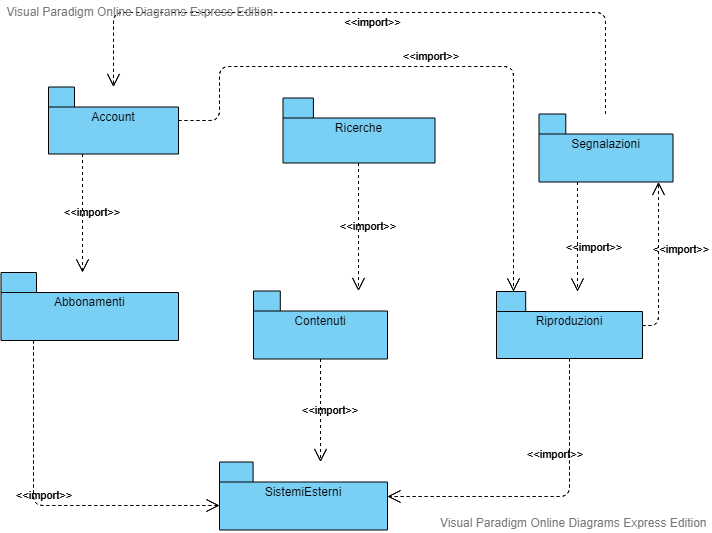 Visual Paradigm Online Diagrams Express Edition
<<import>>
<<import>>
Account
Ricerche
Segnalazioni
<<import>>
<<import>>
<<import>>
<<import>>
Abbonamenti
Contenuti
Riproduzioni
<<import>>
<<import>>
<<import>>
SistemiEsterni
Visual Paradigm Online Diagrams Express Edition